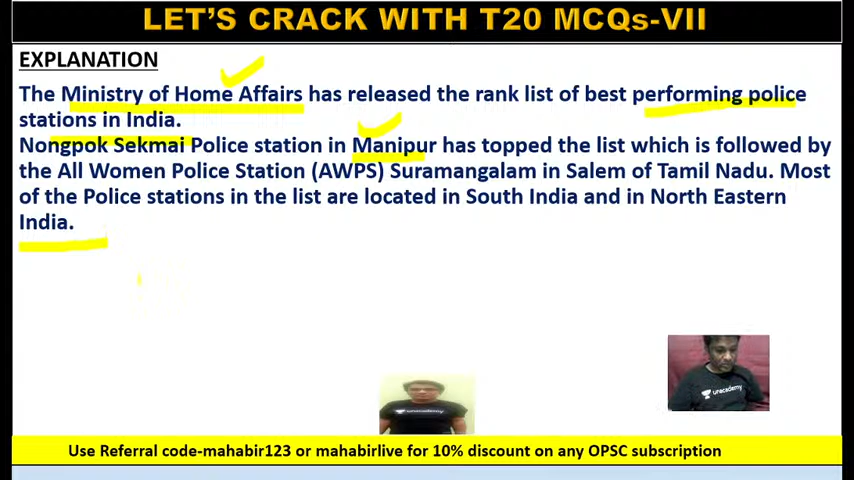 LET'S CRACK WITH T20 MCQs-VII
EXPLANATION
The Ministry of Home Affairs has released the rank list of best performing police
stations in India.
Nongpok Sekmai Police station in Manipur has topped the list which is followed by
the All Women Police Station (AWPS) Suramangalam in Salem of Tamil Nadu. Most
of the Police stations in the list are located in South India and in North Eastern
India.
unacademy
unacademy
Use Referral code-mahabir123 or mahabirlive for 10% discount on any OPSC subscription